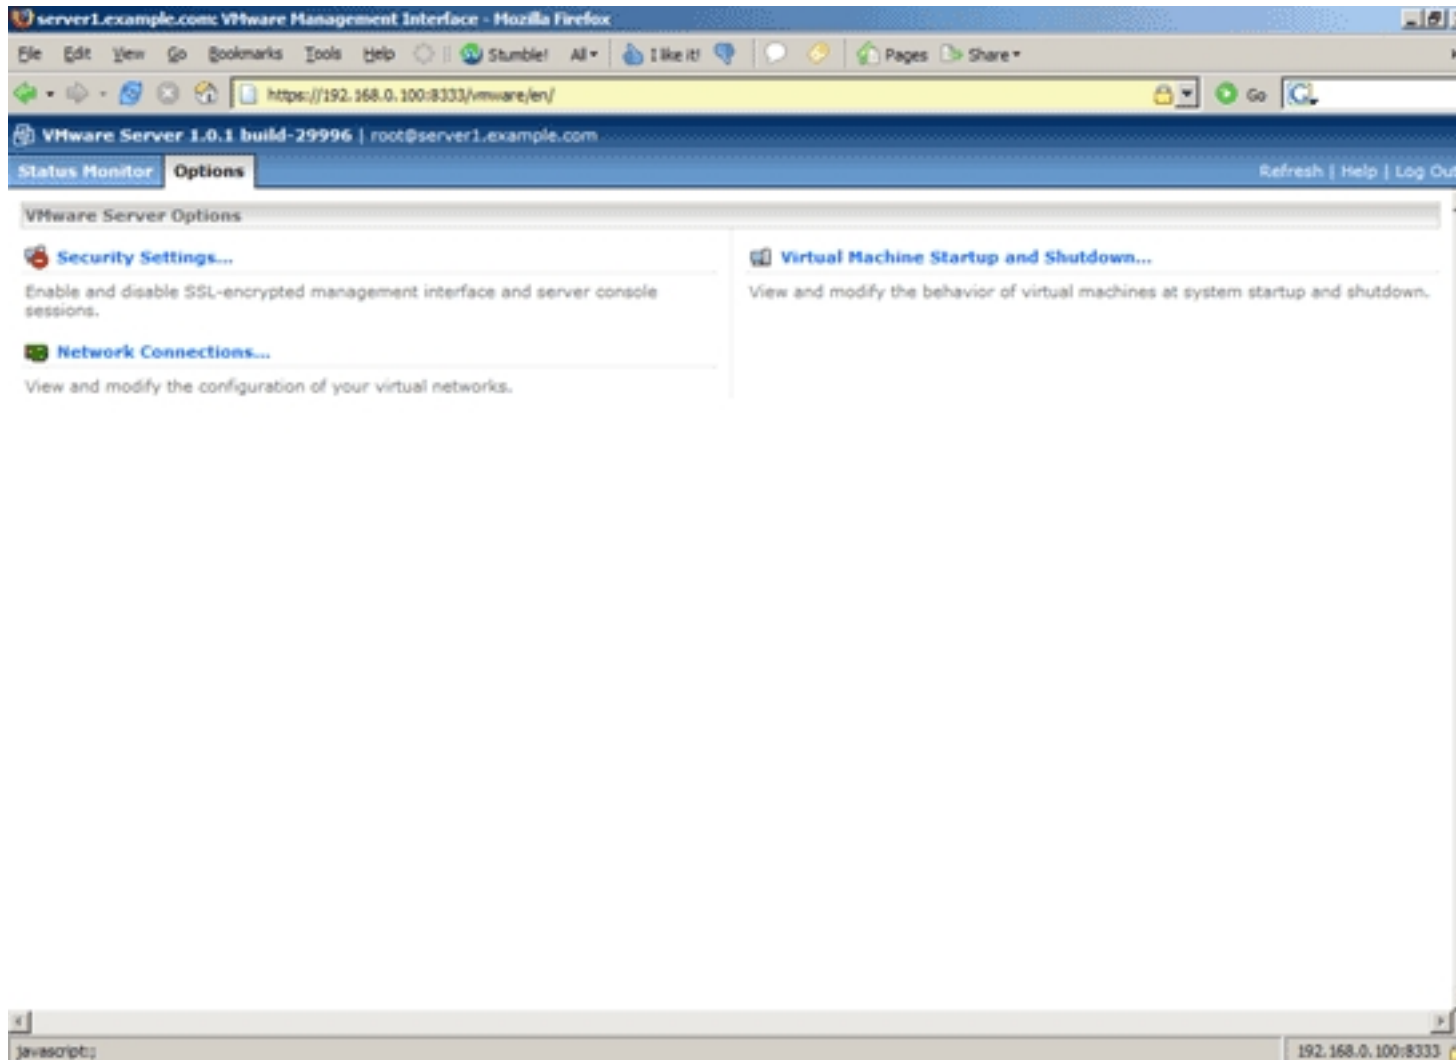 server1.example.com: VMware Management Interface - Mozilla Firefox
File Edit View Go Bookmarks Tools Help Stumble! All I like it! Pages Share
https://192.168.0.100:8333/vmware/en/ Go
VMware Server 1.0.1 build-29996 | root@server1.example.com
Status Monitor Options Refresh | Help | Log Out
VMware Server Options
Security Settings...
Enable and disable SSL-encrypted management interface and server console
sessions.
Network Connections...
View and modify the configuration of your virtual networks.
Virtual Machine Startup and Shutdown...
View and modify the behavior of virtual machines at system startup and shutdown.
javascript:; 192.168.0.100:8333